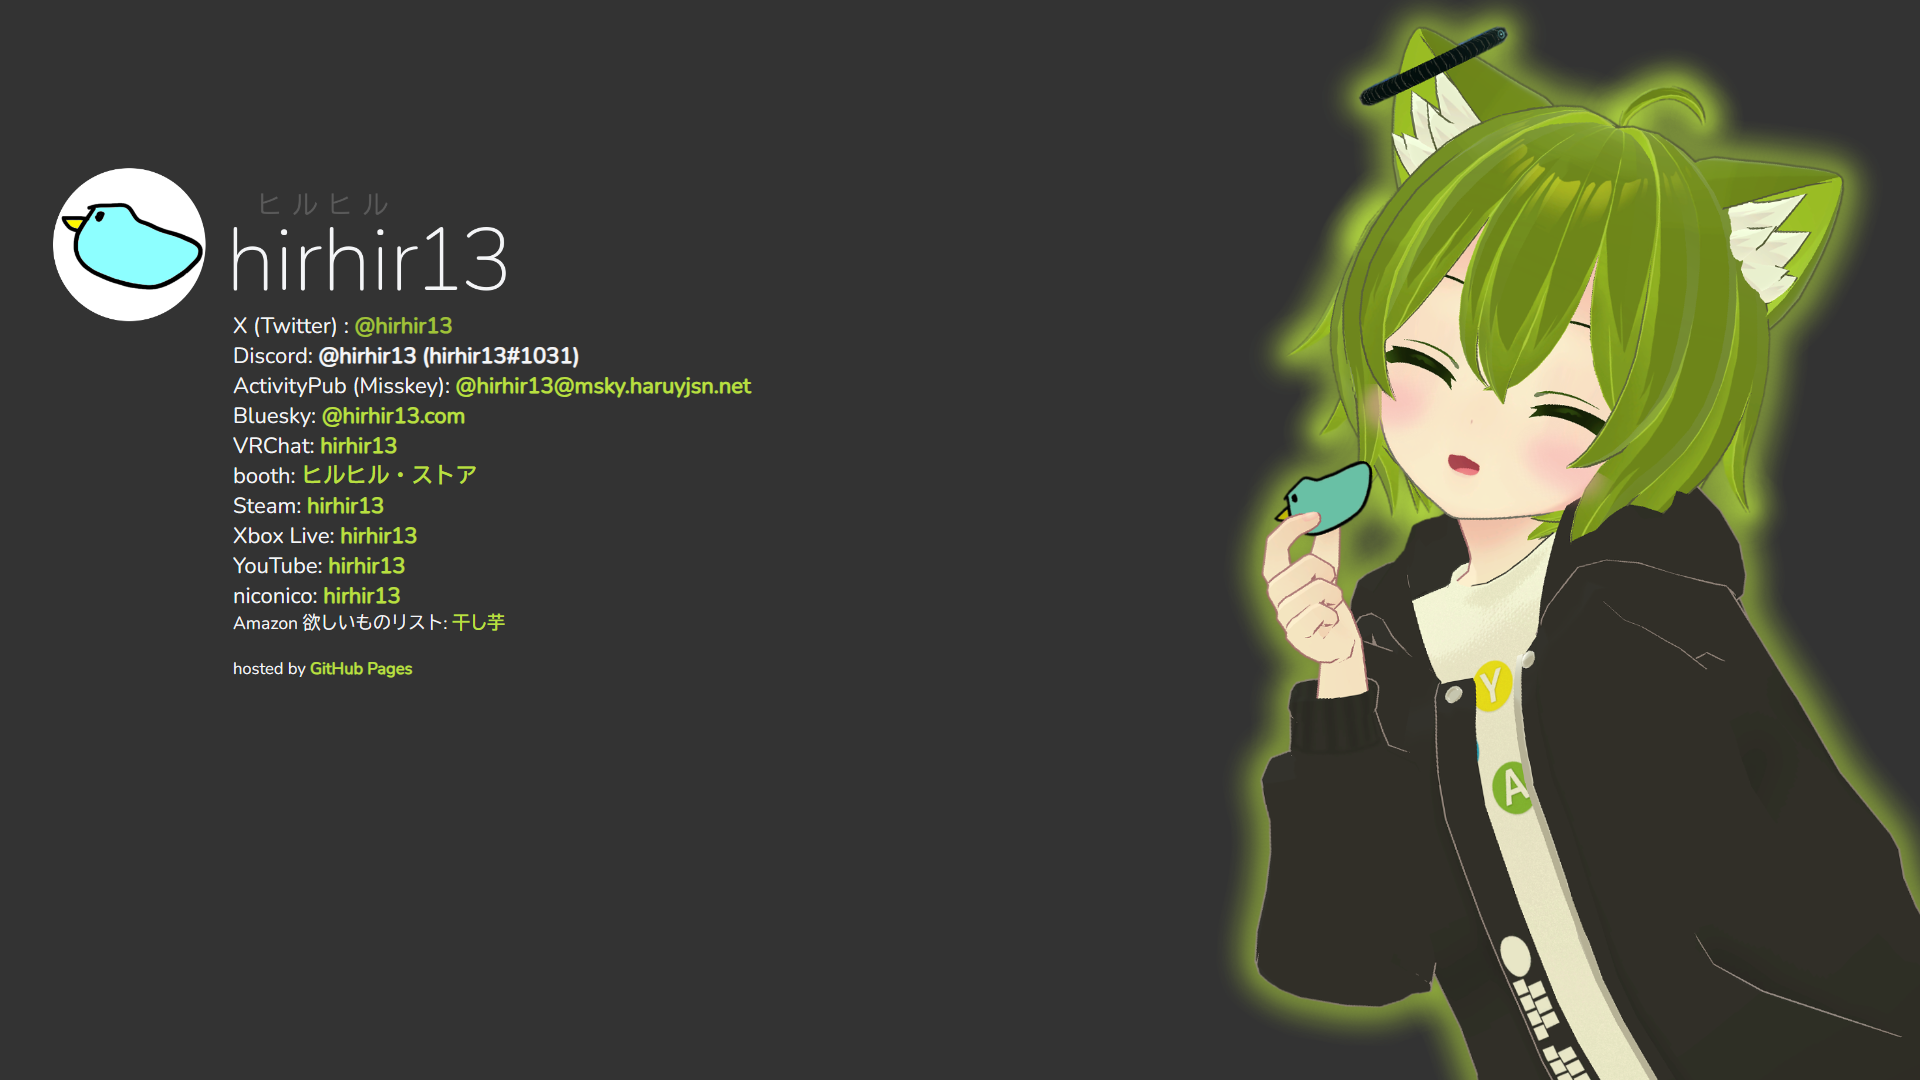 ヒルヒル
hirhir13
X (Twitter) : @hirhir13
Discord: @hirhir13 (hirhir13#1031)
ActivityPub (Misskey): @hirhir13@msky.haruyjsn.net
Bluesky: @hirhir13.com
VRChat: hirhir13
booth: ヒルヒル・ストア
Steam: hirhir13
Xbox Live: hirhir13
YouTube: hirhir13
niconico: hirhir13
Amazon 欲しいものリスト: 干し芋
hosted by GitHub Pages
Y
A